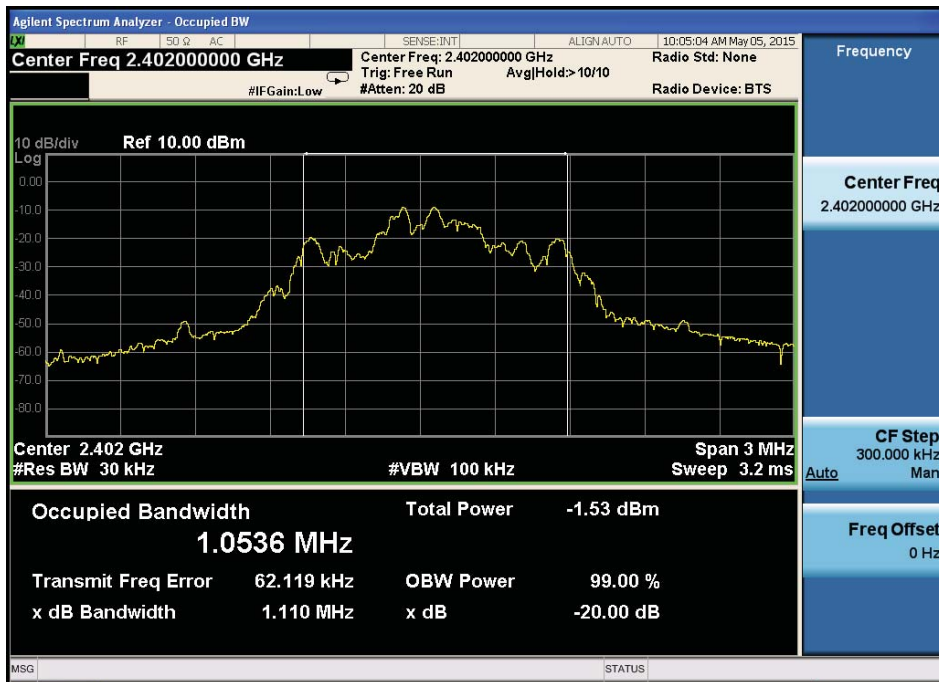 Agilent Spectrum Analyzer - Occupied BW
LXI RF 50 Ω AC SENSE:INT ALIGN AUTO 10:05:04 AM May 05, 2015
Center Freq 2.402000000 GHz
Center Freq: 2.402000000 GHz
Radio Std: None
Trig: Free Run Avg|Hold:>10/10
#IFGain:Low
#Atten: 20 dB
Radio Device: BTS
10 dB/div Ref 10.00 dBm
Log
0.00
-10.0
-20.0
-30.0
-40.0
-50.0
-60.0
-70.0
-80.0
Center 2.402 GHz Span 3 MHz
#Res BW 30 kHz #VBW 100 kHz Sweep 3.2 ms
Occupied Bandwidth Total Power -1.53 dBm
1.0536 MHz
Transmit Freq Error 62.119 kHz OBW Power 99.00 %
x dB Bandwidth 1.110 MHz x dB -20.00 dB
MSG STATUS
Frequency
Center Freq
2.402000000 GHz
CF Step
300.000 kHz
Auto Man
Freq Offset
0 Hz